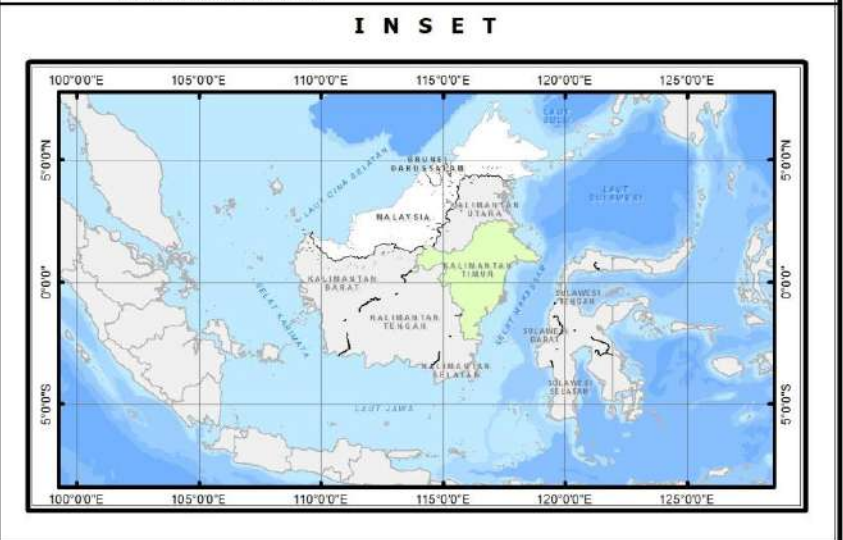 I N S E T
100°0'0"E 105°0'0"E 110°0'0"E 115°0'0"E 120°0'0"E 125°0'0"E
5°0'0"N
0°0'0"
5°0'0"S
5°0'0"N
0°0'0"
5°0'0"S
LAUT
SULU
BRUNEI
DARUSSALAM
LAUT CINA SELATAN
MALAYSIA
KALIMANTAN
UTARA
LAUT
SULAWESI
KALIMANTAN
TIMUR
KALIMANTAN
BARAT
SELAT KARIMATA
KALIMANTAN
TENGAH
SELAT MAKASSAR
SULAWESI
TENGAH
SULAWESI
BARAT
KALIMANTAN
SELATAN
SULAWESI
SELATAN
LAUT JAWA
100°0'0"E 105°0'0"E 110°0'0"E 115°0'0"E 120°0'0"E 125°0'0"E